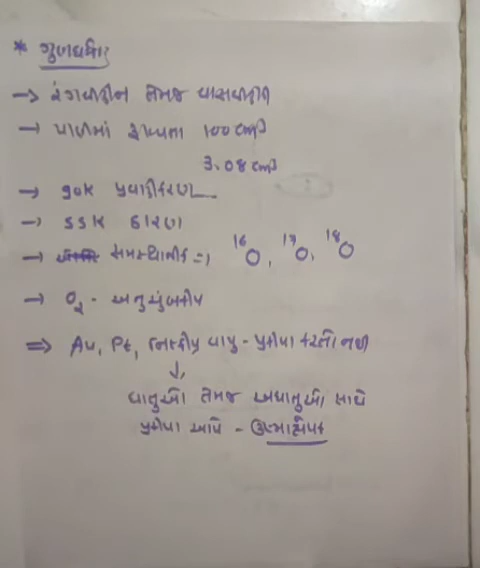 * ગુણધર્મો
→ રંગવિહીન તેમજ વાસવિહીન
→ પાણીમાં દ્રાવ્યતા 100 cm³
3.08 cm³
→ 90K પ્રવાહીકરણ
→ 55K ઠારણ
→ સમસ્થાનિક ⇒ ¹⁶O, ¹⁷O, ¹⁸O
→ O₂ - અનુચુંબકીય
⇒ Au, Pt, નિષ્ક્રીય વાયુ - પ્રક્રિયા કરતો નથી
↓
ધાતુઓ તેમજ અધાતુઓ સાથે
પ્રક્રિયા આપે - ઉષ્માક્ષેપક